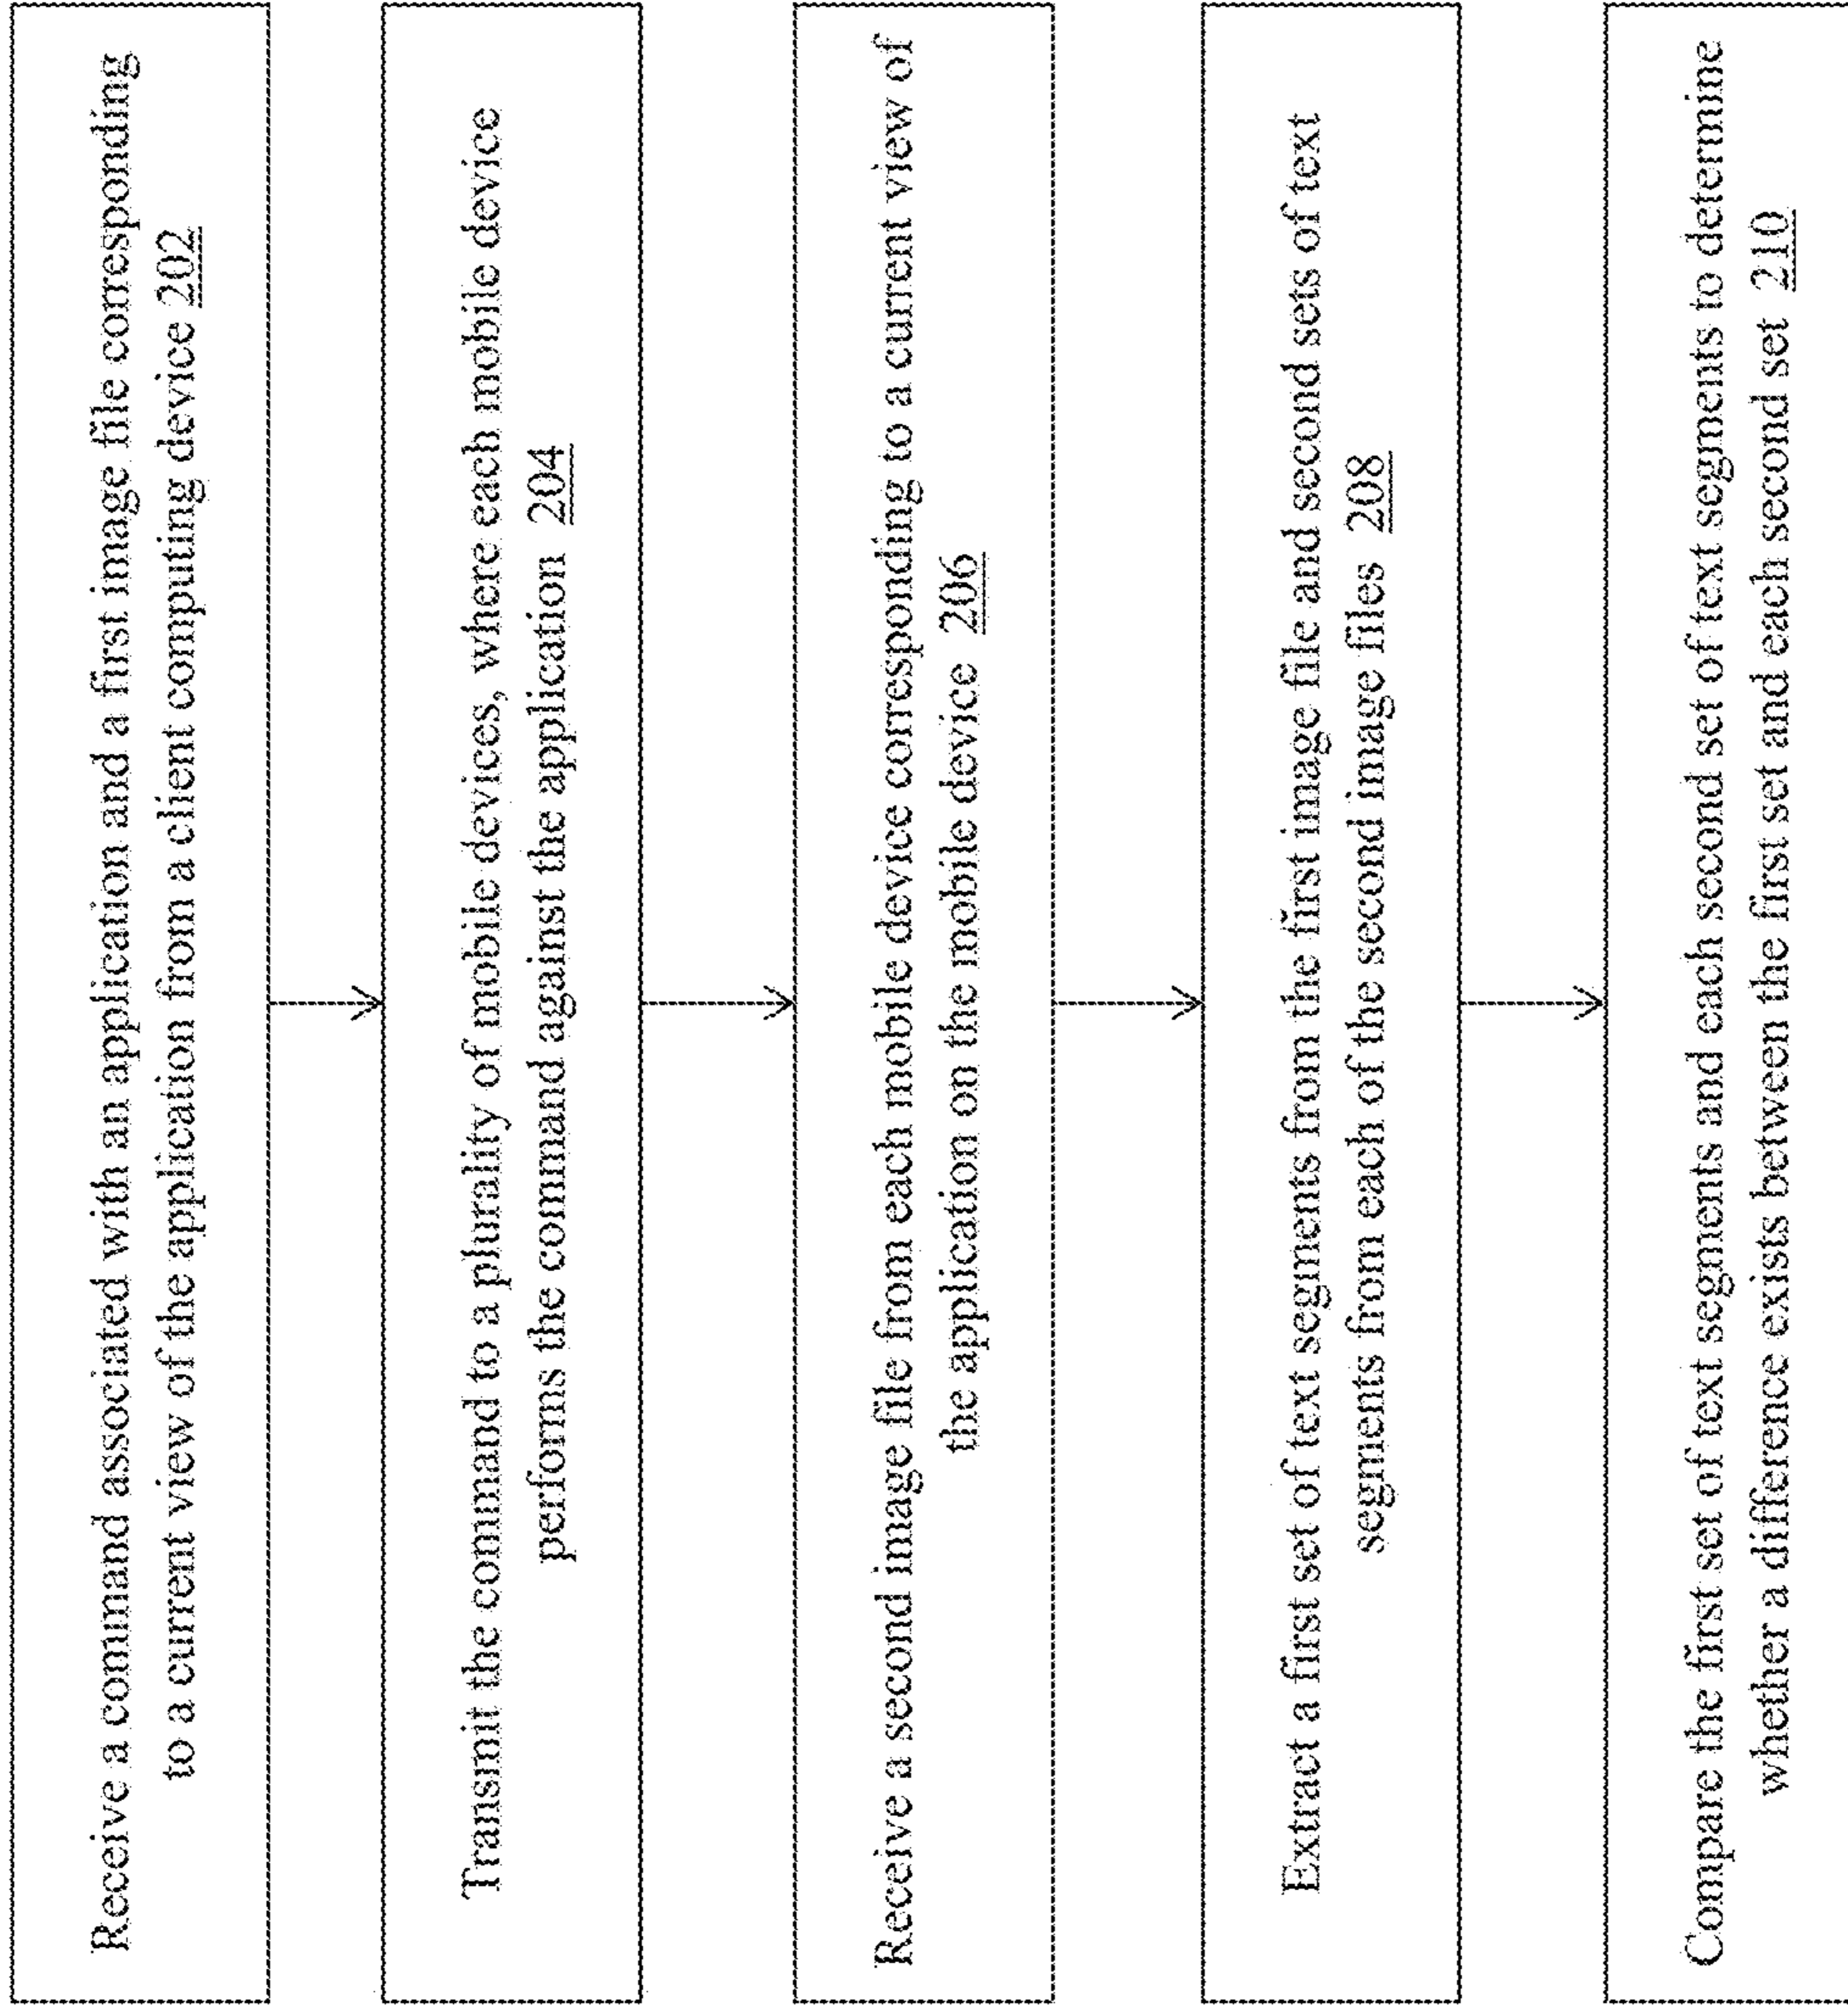 Receive a command associated with an application and a first image file corresponding
to a current view of the application from a client computing device 202
Transmit the command to a plurality of mobile devices, where each mobile device
performs the command against the application 204
Receive a second image file from each mobile device corresponding to a current view of
the application on the mobile device 206
Extract a first set of text segments from the first image file and second sets of text
segments from each of the second image files 208
Compare the first set of text segments and each second set of text segments to determine
whether a difference exists between the first set and each second set 210